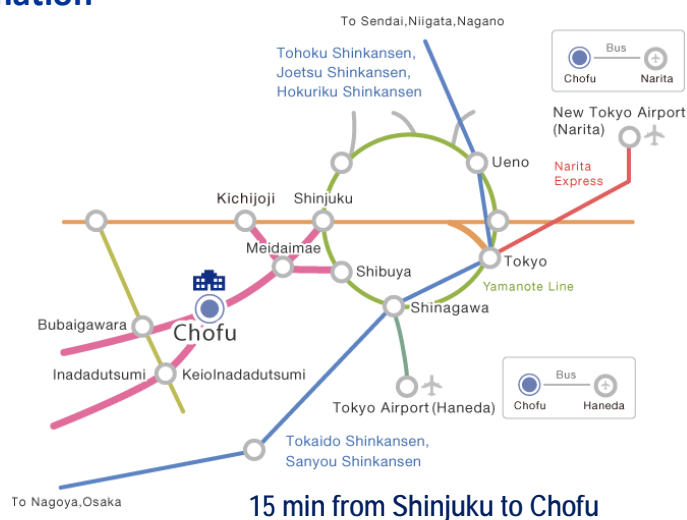 To Sendai,Niigata,Nagano
Tohoku Shinkansen,
Joetsu Shinkansen,
Hokuriku Shinkansen
Bus
Chofu
Narita
New Tokyo Airport
(Narita)
Ueno
Narita
Express
Kichijoji
Shinjuku
Meidaimae
Tokyo
Shibuya
Yamanote Line
Shinagawa
Chofu
Bubaigawara
Inadadutsumi
KeioInadadutsumi
Tokyo Airport(Haneda)
Bus
Chofu
Haneda
Tokaido Shinkansen,
Sanyou Shinkansen
To Nagoya,Osaka
15 min from Shinjuku to Chofu